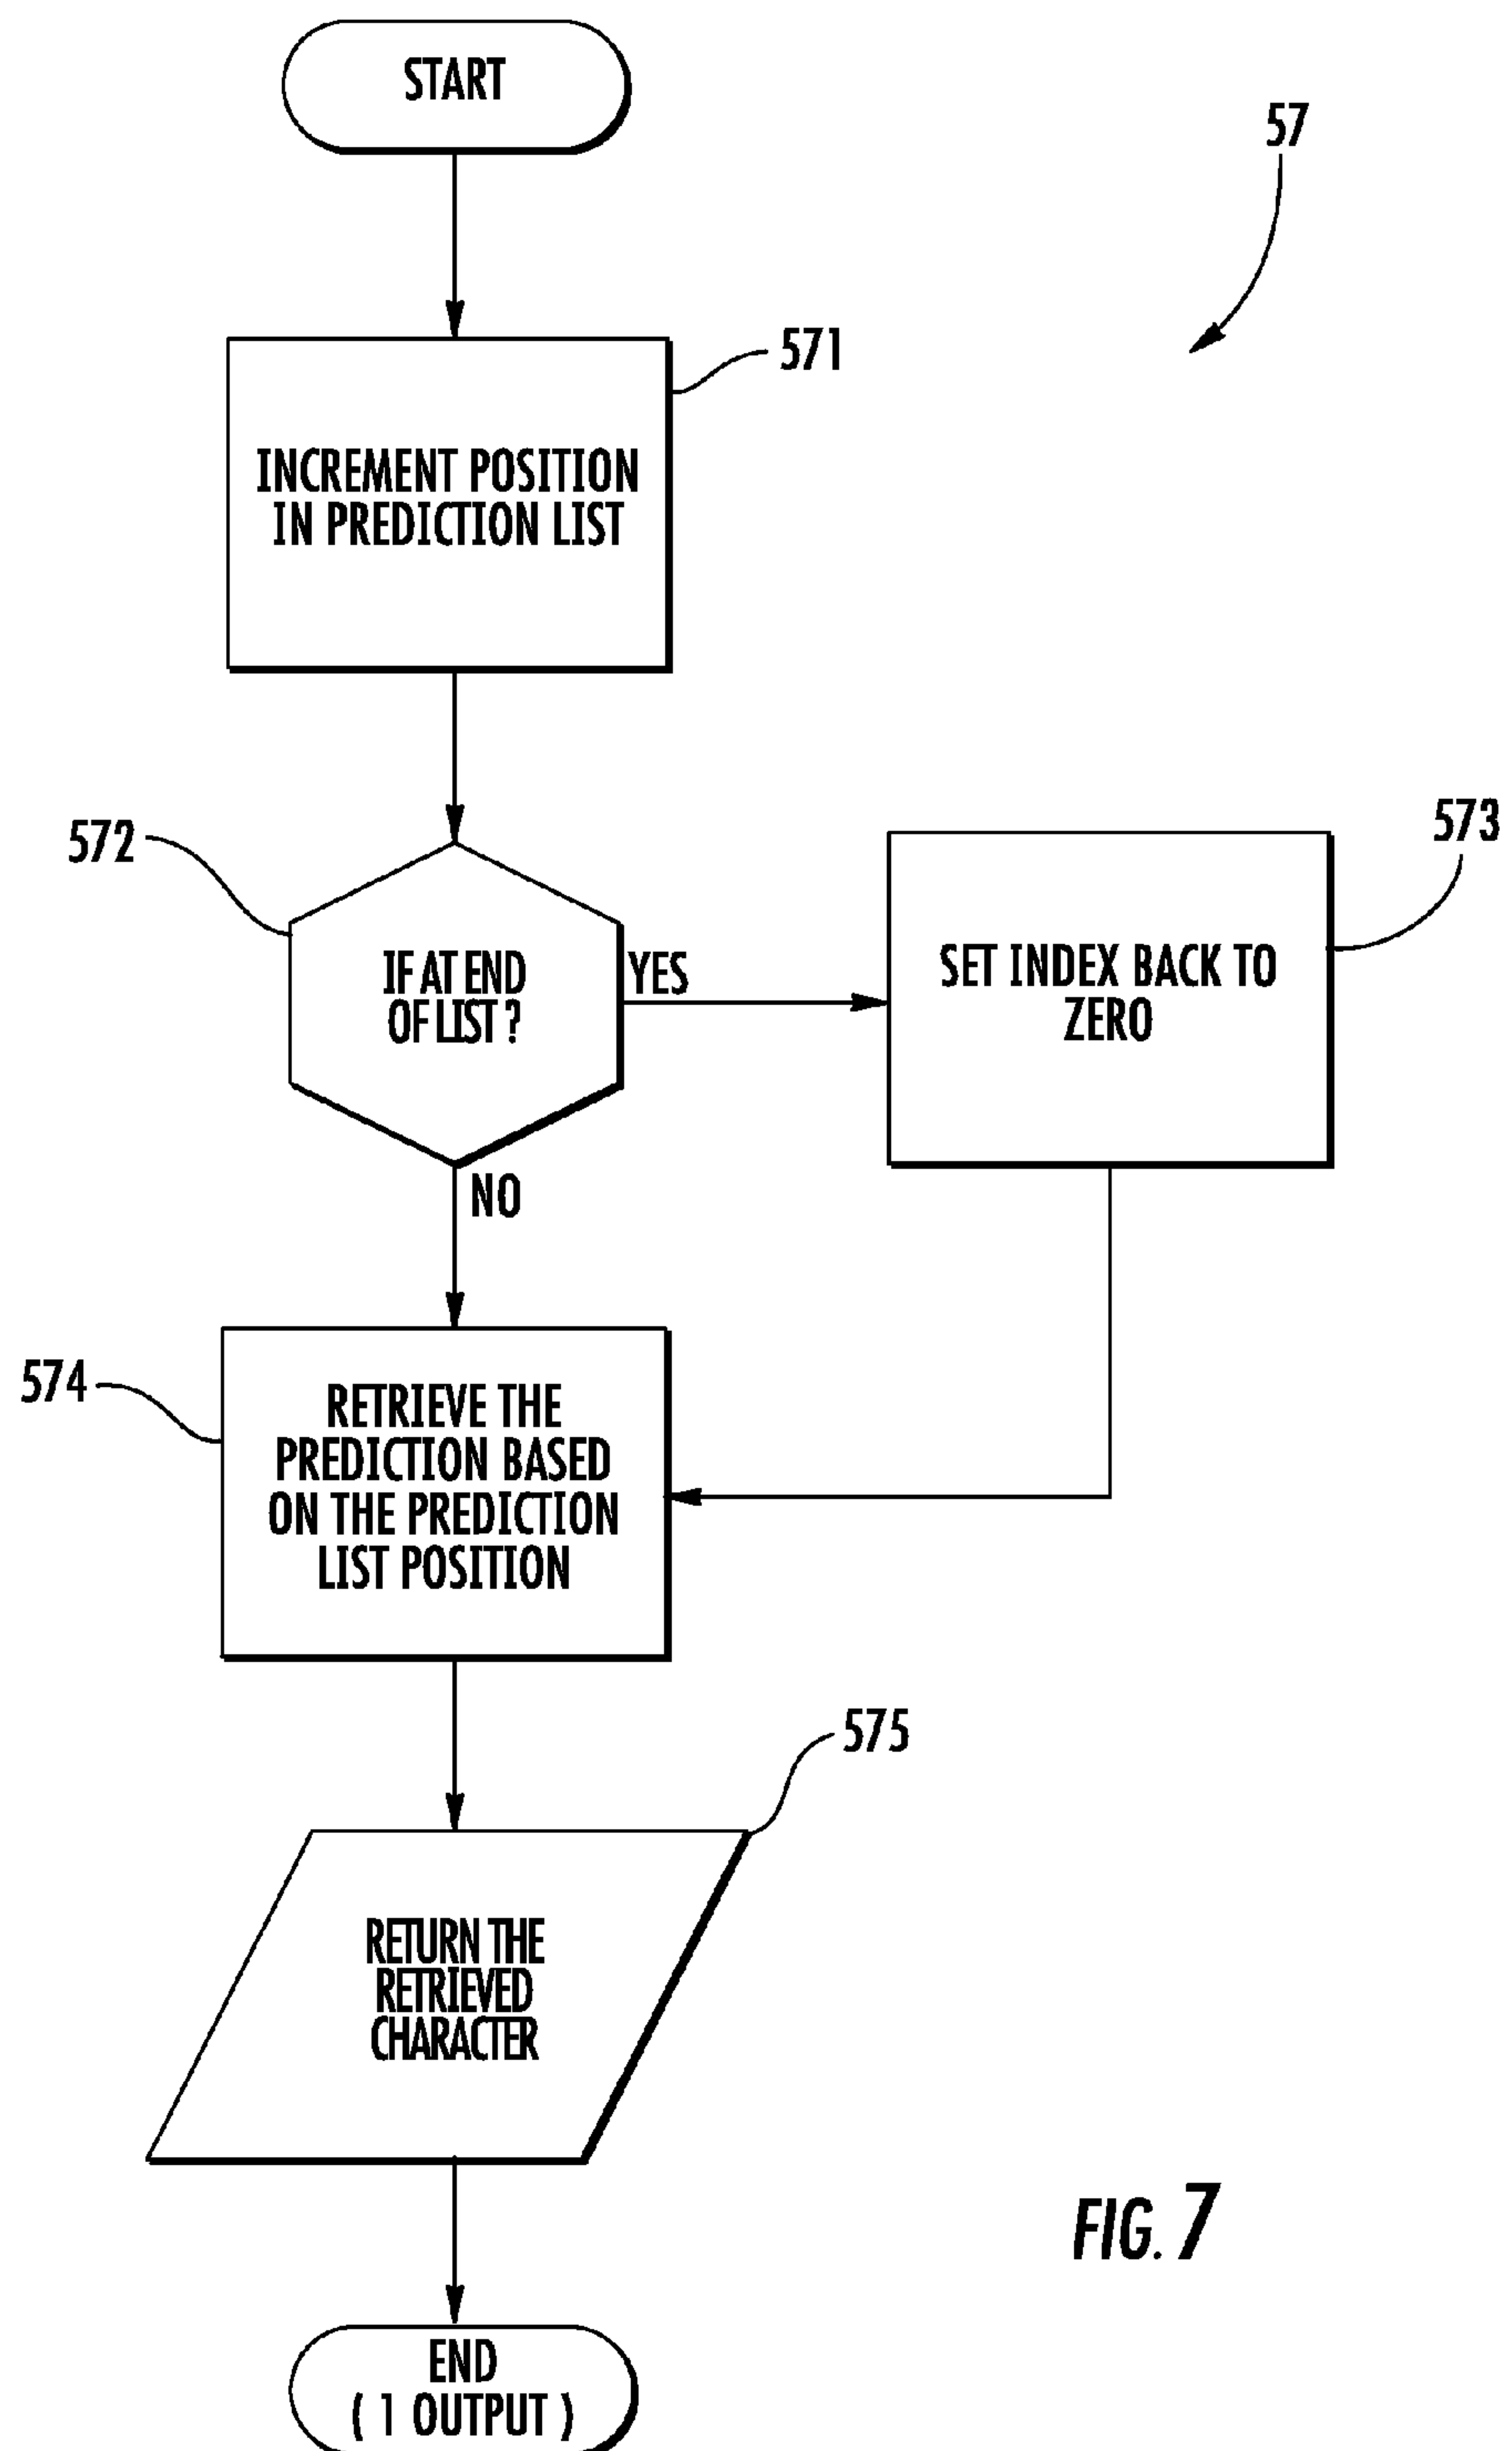 START
57
571
INCREMENT POSITION
IN PREDICTION LIST
572
IF AT END
OF LIST ?
YES
573
SET INDEX BACK TO
ZERO
NO
574
RETRIEVE THE
PREDICTION BASED
ON THE PREDICTION
LIST POSITION
575
RETURN THE
RETRIEVED
CHARACTER
FIG. 7
END
( 1 OUTPUT )